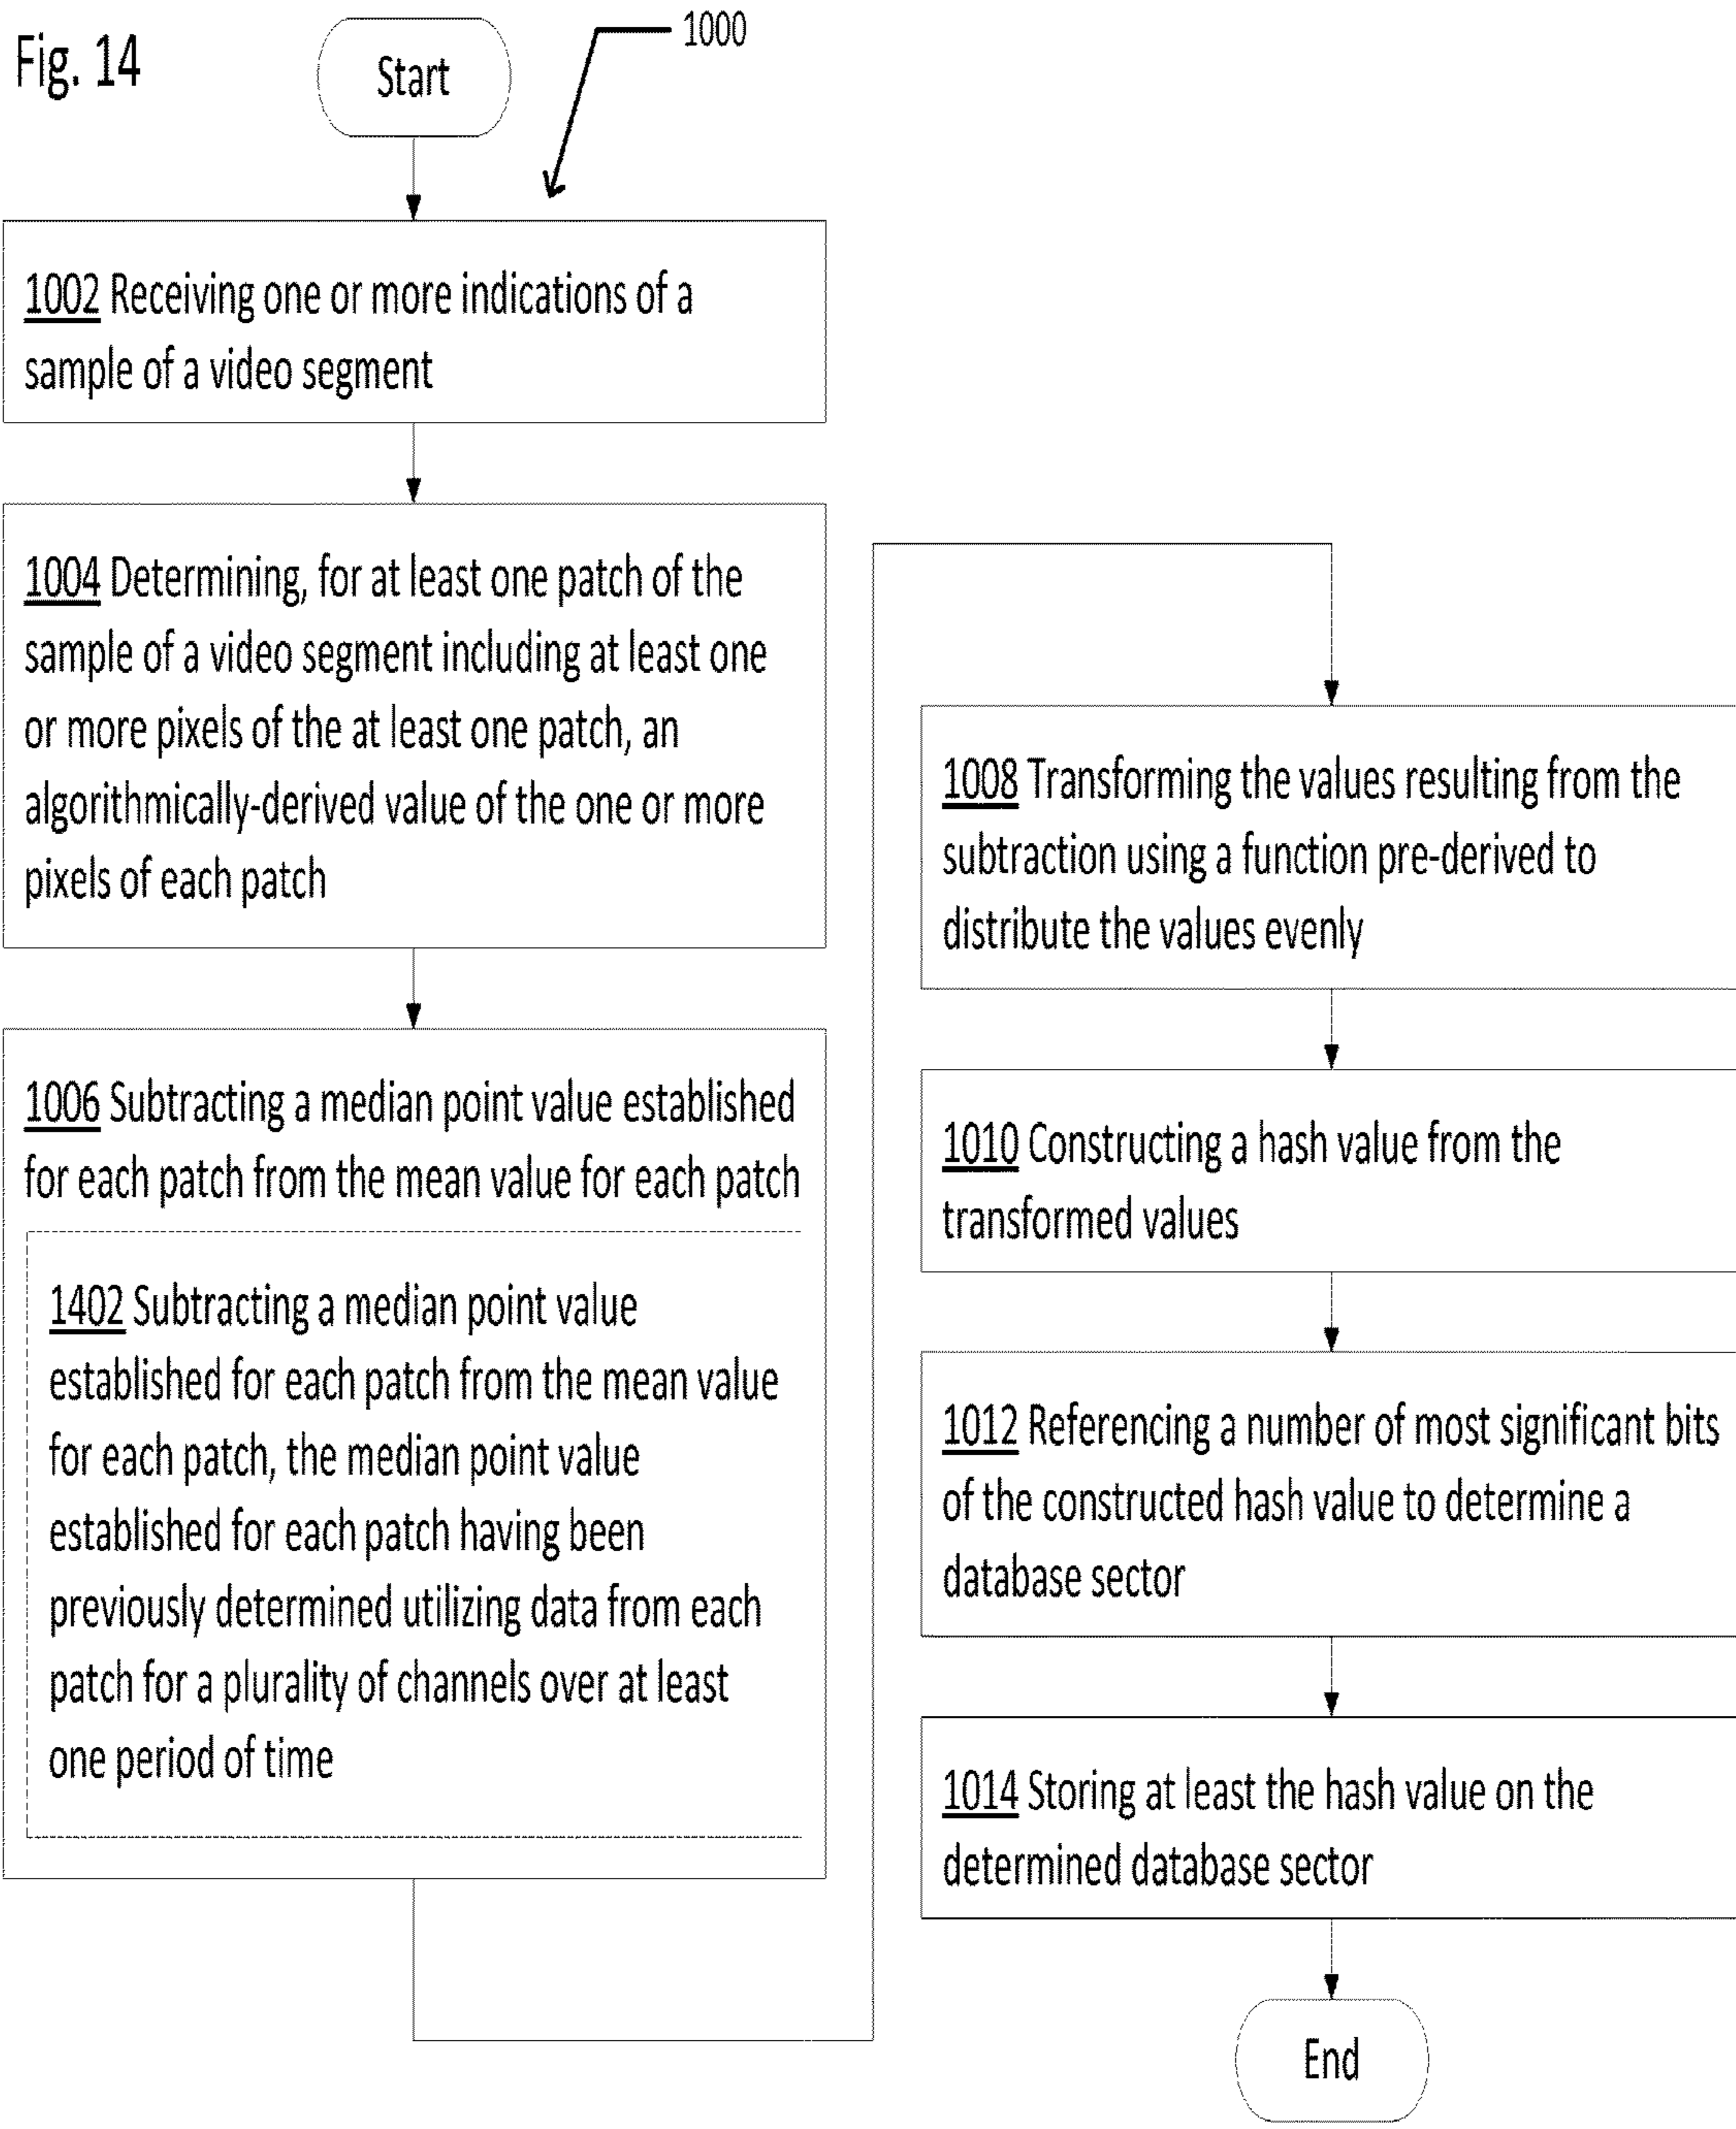 Fig. 14
Start
1000
1002 Receiving one or more indications of a
sample of a video segment
1004 Determining, for at least one patch of the
sample of a video segment including at least one
or more pixels of the at least one patch, an
algorithmically-derived value of the one or more
pixels of each patch
1006 Subtracting a median point value established
for each patch from the mean value for each patch
1402 Subtracting a median point value
established for each patch from the mean value
for each patch, the median point value
established for each patch having been
previously determined utilizing data from each
patch for a plurality of channels over at least
one period of time
1008 Transforming the values resulting from the
subtraction using a function pre-derived to
distribute the values evenly
1010 Constructing a hash value from the
transformed values
1012 Referencing a number of most significant bits
of the constructed hash value to determine a
database sector
1014 Storing at least the hash value on the
determined database sector
End